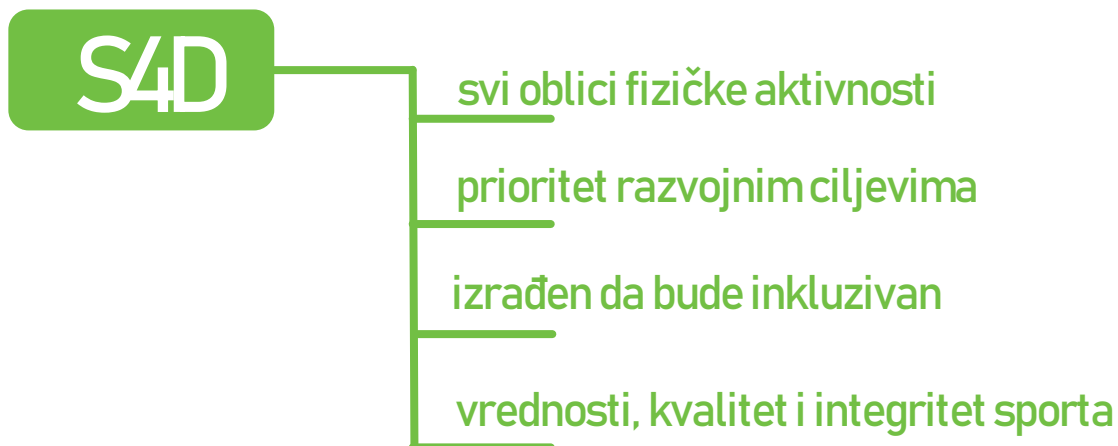 S4D
svi oblici fizičke aktivnosti
prioritet razvojnim ciljevima
izrađen da bude inkluzivan
vrednosti, kvalitet i integritet sporta